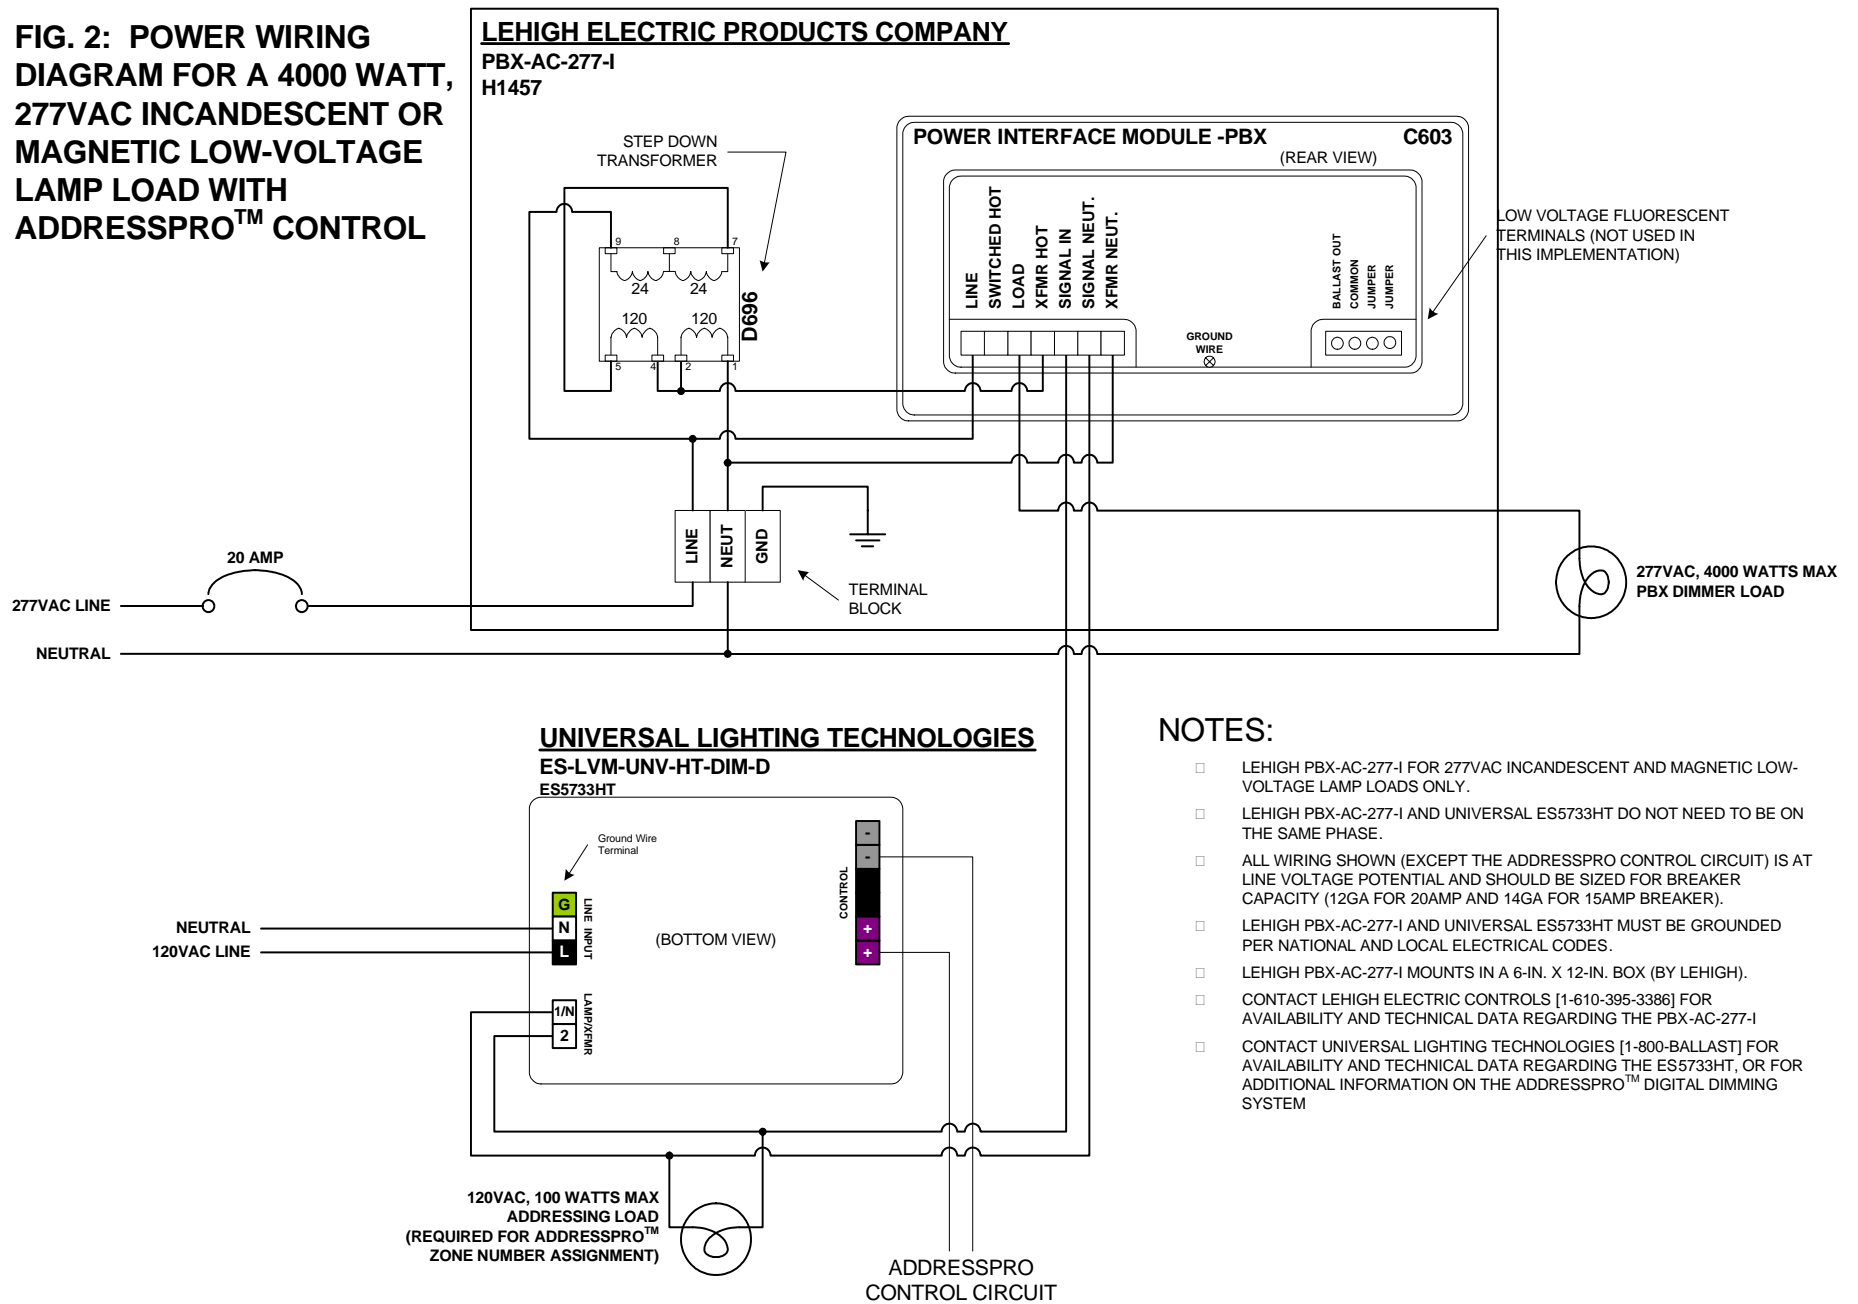 FIG. 2: POWER WIRING
DIAGRAM FOR A 4000 WATT,
277VAC INCANDESCENT OR
MAGNETIC LOW-VOLTAGE
LAMP LOAD WITH
ADDRESSPRO™ CONTROL
LEHIGH ELECTRIC PRODUCTS COMPANY
PBX-AC-277-I
H1457
STEP DOWN
TRANSFORMER
9 8 7
24 24
120 120
5 4 2 1
D696
POWER INTERFACE MODULE -PBX C603
(REAR VIEW)
LINE
SWITCHED HOT
LOAD
XFMR HOT
SIGNAL IN
SIGNAL NEUT.
XFMR NEUT.
GROUND
WIRE
BALLAST OUT
COMMON
JUMPER
JUMPER
LOW VOLTAGE FLUORESCENT
TERMINALS (NOT USED IN
THIS IMPLEMENTATION)
LINE
NEUT
GND
TERMINAL
BLOCK
20 AMP
277VAC LINE
NEUTRAL
277VAC, 4000 WATTS MAX
PBX DIMMER LOAD
UNIVERSAL LIGHTING TECHNOLOGIES
ES-LVM-UNV-HT-DIM-D
ES5733HT
Ground Wire
Terminal
G
N
L
LINE INPUT
NEUTRAL
120VAC LINE
(BOTTOM VIEW)
CONTROL
-
-
+
+
1/N
2
LAMP/XFMR
120VAC, 100 WATTS MAX
ADDRESSING LOAD
(REQUIRED FOR ADDRESSPRO™
ZONE NUMBER ASSIGNMENT)
ADDRESSPRO
CONTROL CIRCUIT
NOTES:
LEHIGH PBX-AC-277-I FOR 277VAC INCANDESCENT AND MAGNETIC LOW-
VOLTAGE LAMP LOADS ONLY.
LEHIGH PBX-AC-277-I AND UNIVERSAL ES5733HT DO NOT NEED TO BE ON
THE SAME PHASE.
ALL WIRING SHOWN (EXCEPT THE ADDRESSPRO CONTROL CIRCUIT) IS AT
LINE VOLTAGE POTENTIAL AND SHOULD BE SIZED FOR BREAKER
CAPACITY (12GA FOR 20AMP AND 14GA FOR 15AMP BREAKER).
LEHIGH PBX-AC-277-I AND UNIVERSAL ES5733HT MUST BE GROUNDED
PER NATIONAL AND LOCAL ELECTRICAL CODES.
LEHIGH PBX-AC-277-I MOUNTS IN A 6-IN. X 12-IN. BOX (BY LEHIGH).
CONTACT LEHIGH ELECTRIC CONTROLS [1-610-395-3386] FOR
AVAILABILITY AND TECHNICAL DATA REGARDING THE PBX-AC-277-I
CONTACT UNIVERSAL LIGHTING TECHNOLOGIES [1-800-BALLAST] FOR
AVAILABILITY AND TECHNICAL DATA REGARDING THE ES5733HT, OR FOR
ADDITIONAL INFORMATION ON THE ADDRESSPRO™ DIGITAL DIMMING
SYSTEM